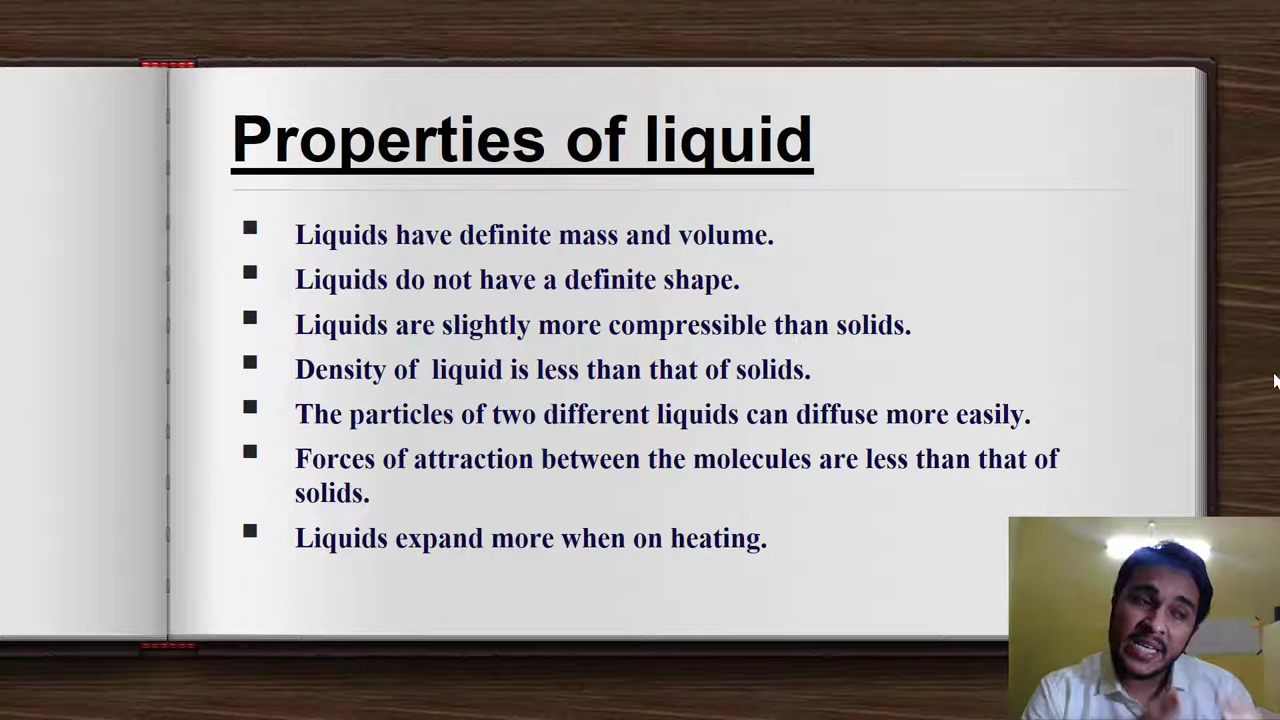 Properties of liquid
Liquids have definite mass and volume.
Liquids do not have a definite shape.
Liquids are slightly more compressible than solids.
Density of  liquid is less than that of solids.
The particles of two different liquids can diffuse more easily.
Forces of attraction between the molecules are less than that of
solids.
Liquids expand more when on heating.